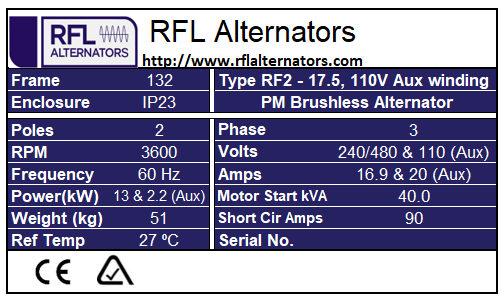 RFL
ALTERNATORS
RFL Alternators
http://www.rflalternators.com
Frame 132 Type RF2 - 17.5, 110V Aux winding
Enclosure IP23 PM Brushless Alternator
Poles 2 Phase 3
RPM 3600 Volts 240/480 & 110 (Aux)
Frequency 60 Hz Amps 16.9 & 20 (Aux)
Power(kW) 13 & 2.2 (Aux) Motor Start kVA 40.0
Weight (kg) 51 Short Cir Amps 90
Ref Temp 27 ºC Serial No.
CE